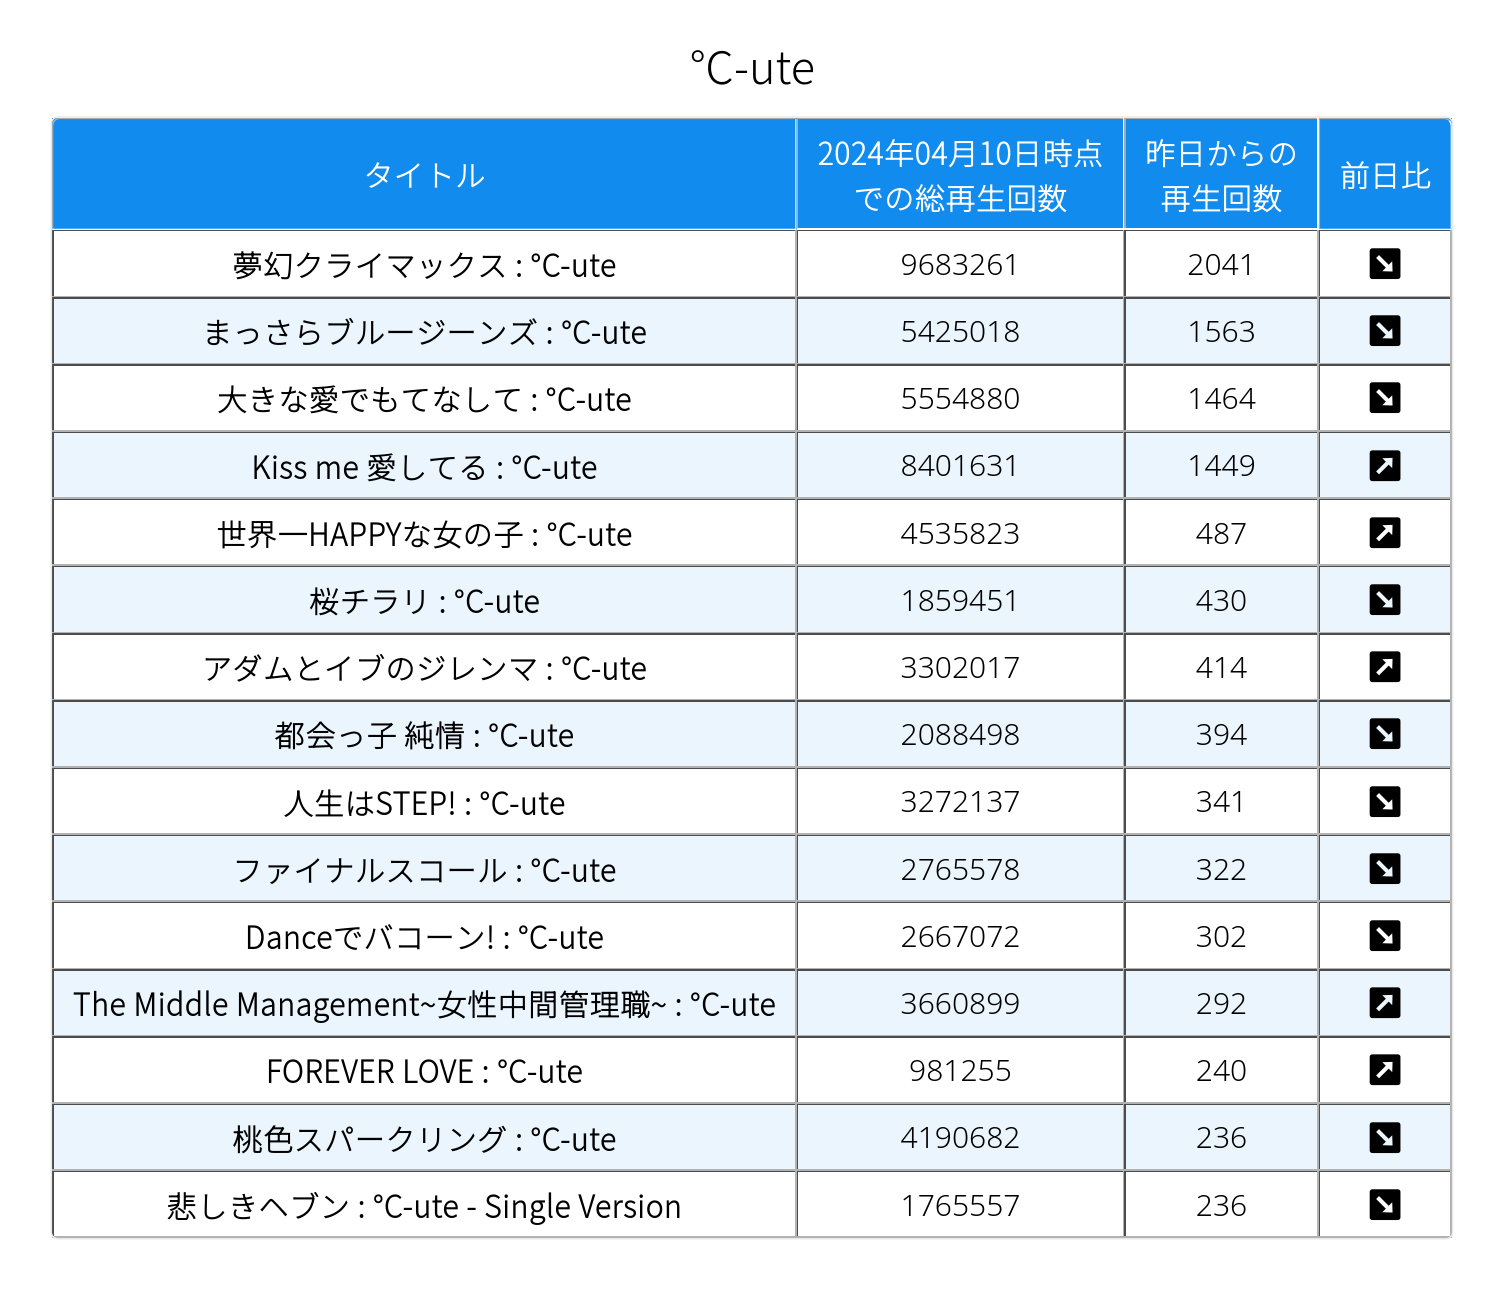 ℃-ute
タイトル
2024年04月10日時点
での総再生回数
昨日からの
再生回数
前日比
夢幻クライマックス : ℃-ute 9683261 2041 ↘
まっさらブルージーンズ : ℃-ute 5425018 1563 ↘
大きな愛でもてなして : ℃-ute 5554880 1464 ↘
Kiss me 愛してる : ℃-ute 8401631 1449 ↗
世界一HAPPYな女の子 : ℃-ute 4535823 487 ↗
桜チラリ : ℃-ute 1859451 430 ↘
アダムとイブのジレンマ : ℃-ute 3302017 414 ↗
都会っ子 純情 : ℃-ute 2088498 394 ↘
人生はSTEP! : ℃-ute 3272137 341 ↘
ファイナルスコール : ℃-ute 2765578 322 ↘
Danceでバコーン! : ℃-ute 2667072 302 ↘
The Middle Management~女性中間管理職~ : ℃-ute 3660899 292 ↗
FOREVER LOVE : ℃-ute 981255 240 ↗
桃色スパークリング : ℃-ute 4190682 236 ↘
悲しきヘブン : ℃-ute - Single Version 1765557 236 ↘